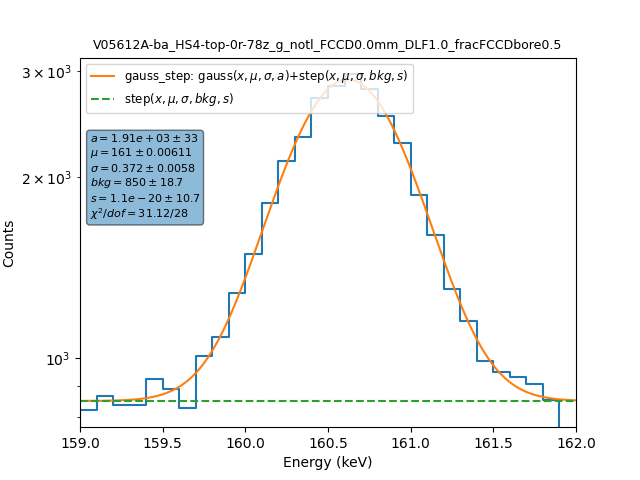 V05612A-ba_HS4-top-0r-78z_g_notl_FCCD0.0mm_DLF1.0_fracFCCDbore0.5
gauss_step: gauss(x, μ, σ, a)+step(x, μ, σ, bkg, s)
step(x, μ, σ, bkg, s)
a = 1.91e + 03 ± 33
μ = 161 ± 0.00611
σ = 0.372 ± 0.0058
bkg = 850 ± 18.7
s = 1.1e − 20 ± 10.7
χ²/dof = 31.12/28
3 × 10³
2 × 10³
10³
Counts
159.0 159.5 160.0 160.5 161.0 161.5 162.0
Energy (keV)